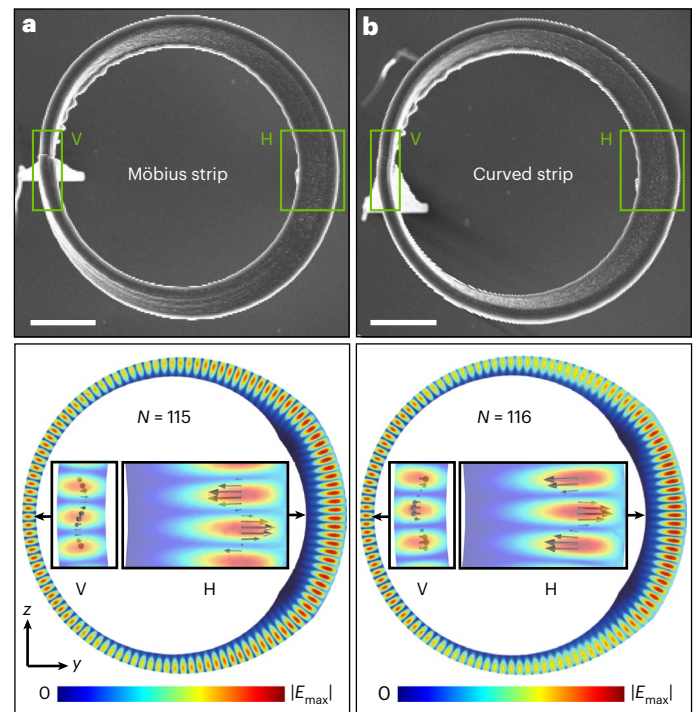 a
V
H
Möbius strip
b
V
H
Curved strip
N = 115
V
H
z
y
0
|Emax|
N = 116
V
H
0
|Emax|